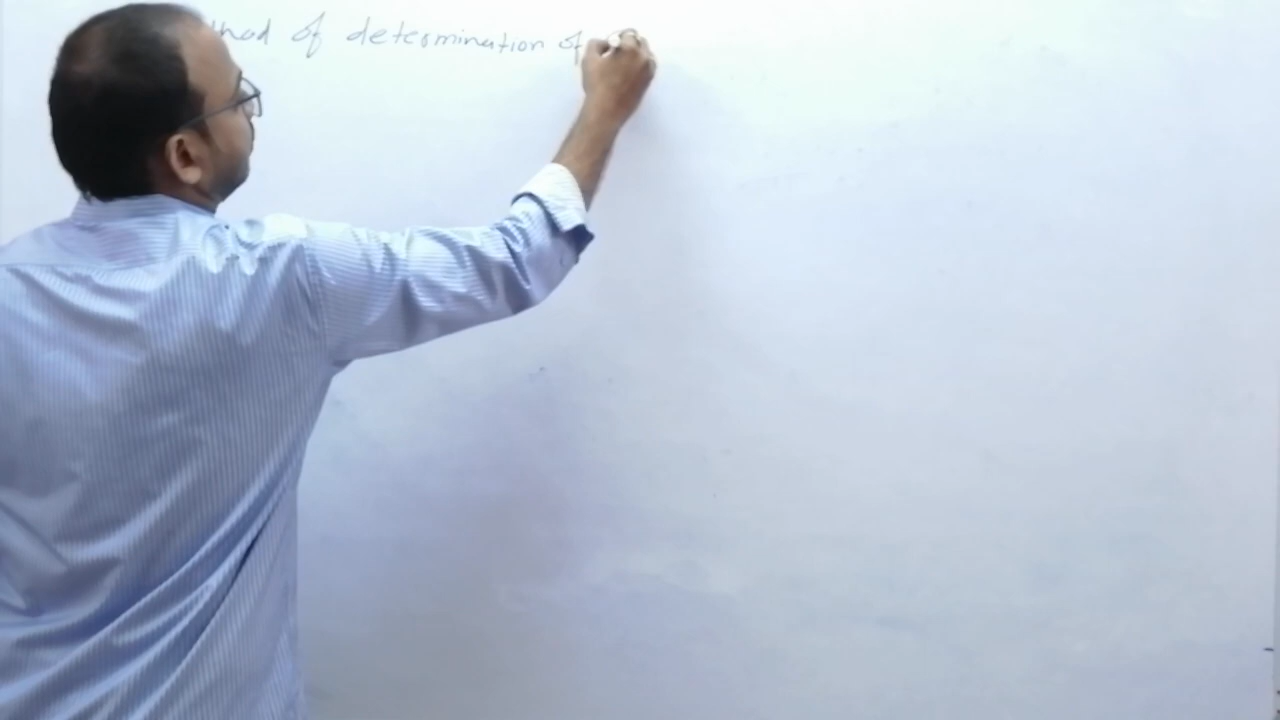 thod of determination of